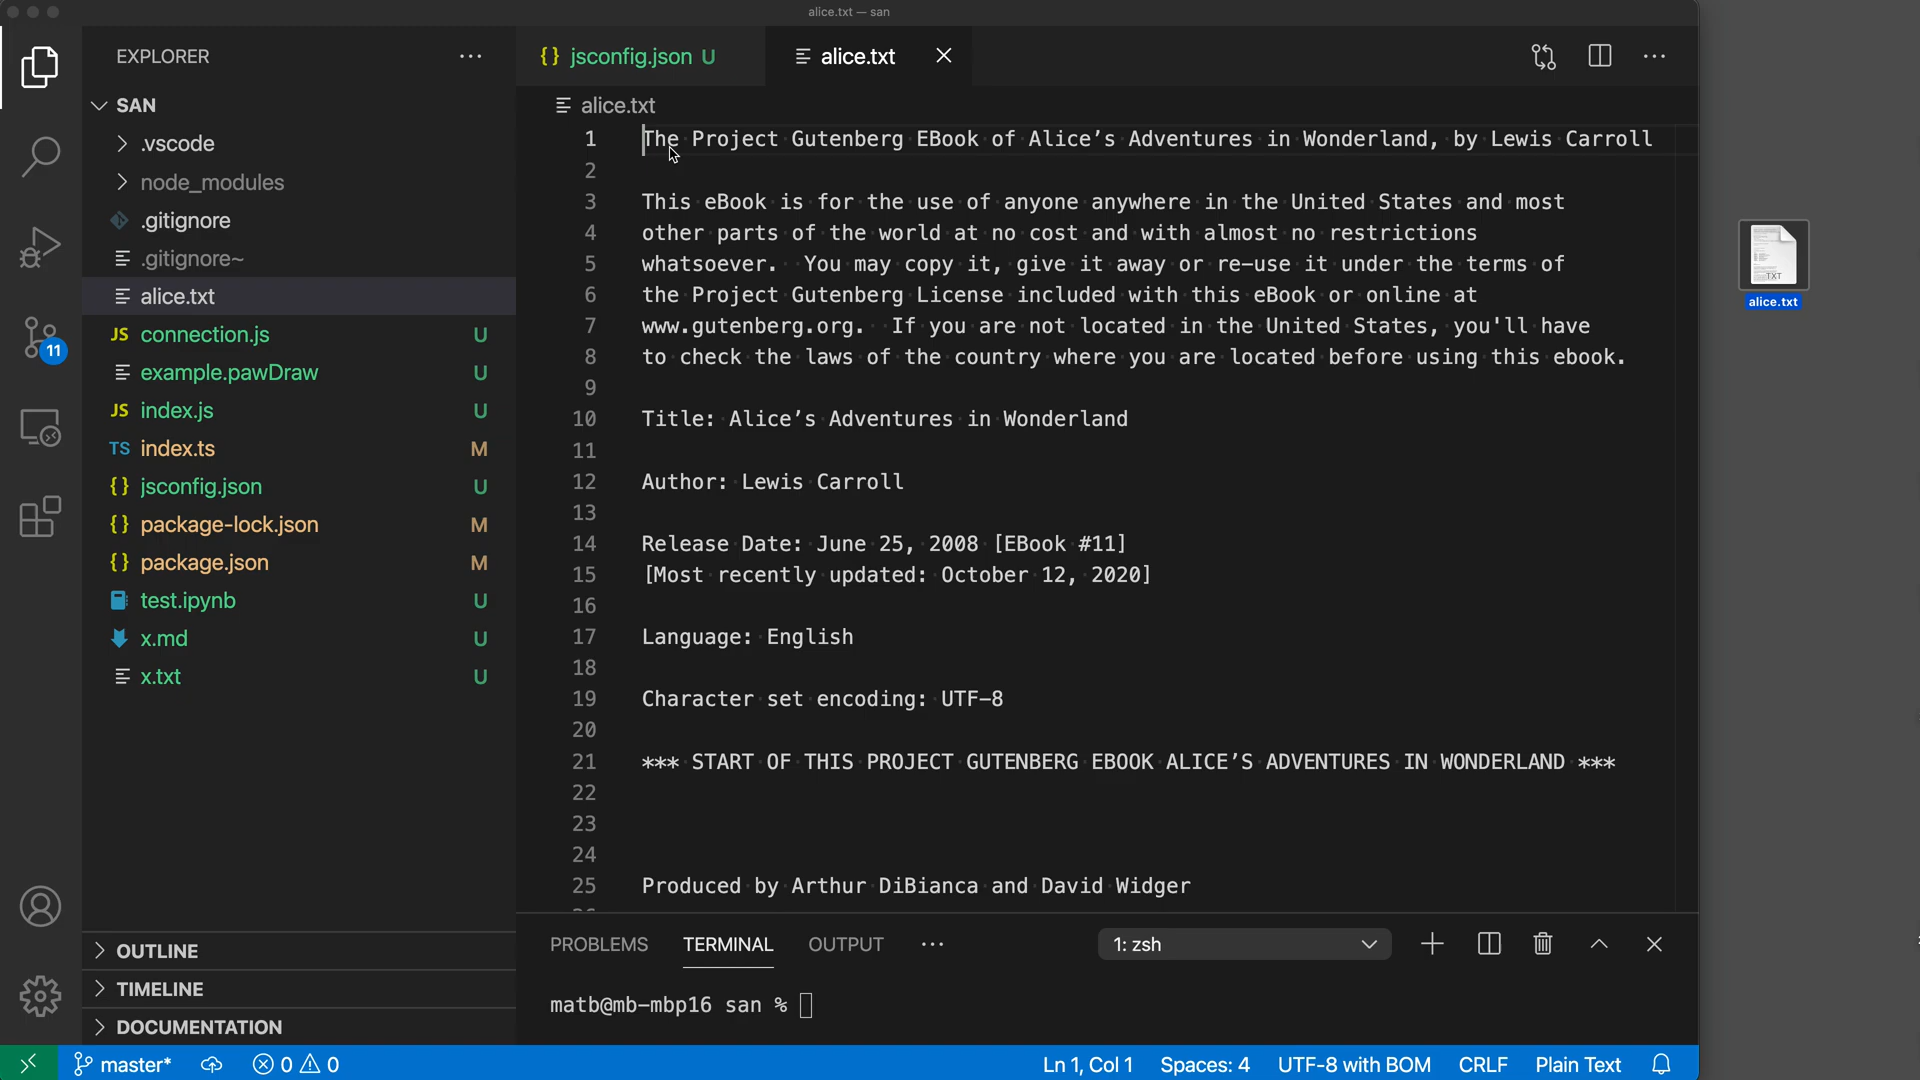 alice.txt — san
EXPLORER
SAN
.vscode
node_modules
.gitignore
.gitignore~
alice.txt
JS connection.js U
example.pawDraw U
JS index.js U
TS index.ts M
{} jsconfig.json U
{} package-lock.json M
{} package.json M
test.ipynb U
x.md U
x.txt U
OUTLINE
TIMELINE
DOCUMENTATION
11
{} jsconfig.json U
alice.txt
alice.txt
1 The Project Gutenberg EBook of Alice’s Adventures in Wonderland, by Lewis Carroll
2
3 This eBook is for the use of anyone anywhere in the United States and most
4 other parts of the world at no cost and with almost no restrictions
5 whatsoever.  You may copy it, give it away or re-use it under the terms of
6 the Project Gutenberg License included with this eBook or online at
7 www.gutenberg.org.  If you are not located in the United States, you'll have
8 to check the laws of the country where you are located before using this ebook.
9
10 Title: Alice’s Adventures in Wonderland
11
12 Author: Lewis Carroll
13
14 Release Date: June 25, 2008 [EBook #11]
15 [Most recently updated: October 12, 2020]
16
17 Language: English
18
19 Character set encoding: UTF-8
20
21 *** START OF THIS PROJECT GUTENBERG EBOOK ALICE’S ADVENTURES IN WONDERLAND ***
22
23
24
25 Produced by Arthur DiBianca and David Widger
PROBLEMS TERMINAL OUTPUT
1: zsh
matb@mb-mbp16 san %
master* 0 0
Ln 1, Col 1 Spaces: 4 UTF-8 with BOM CRLF Plain Text
TXT
alice.txt